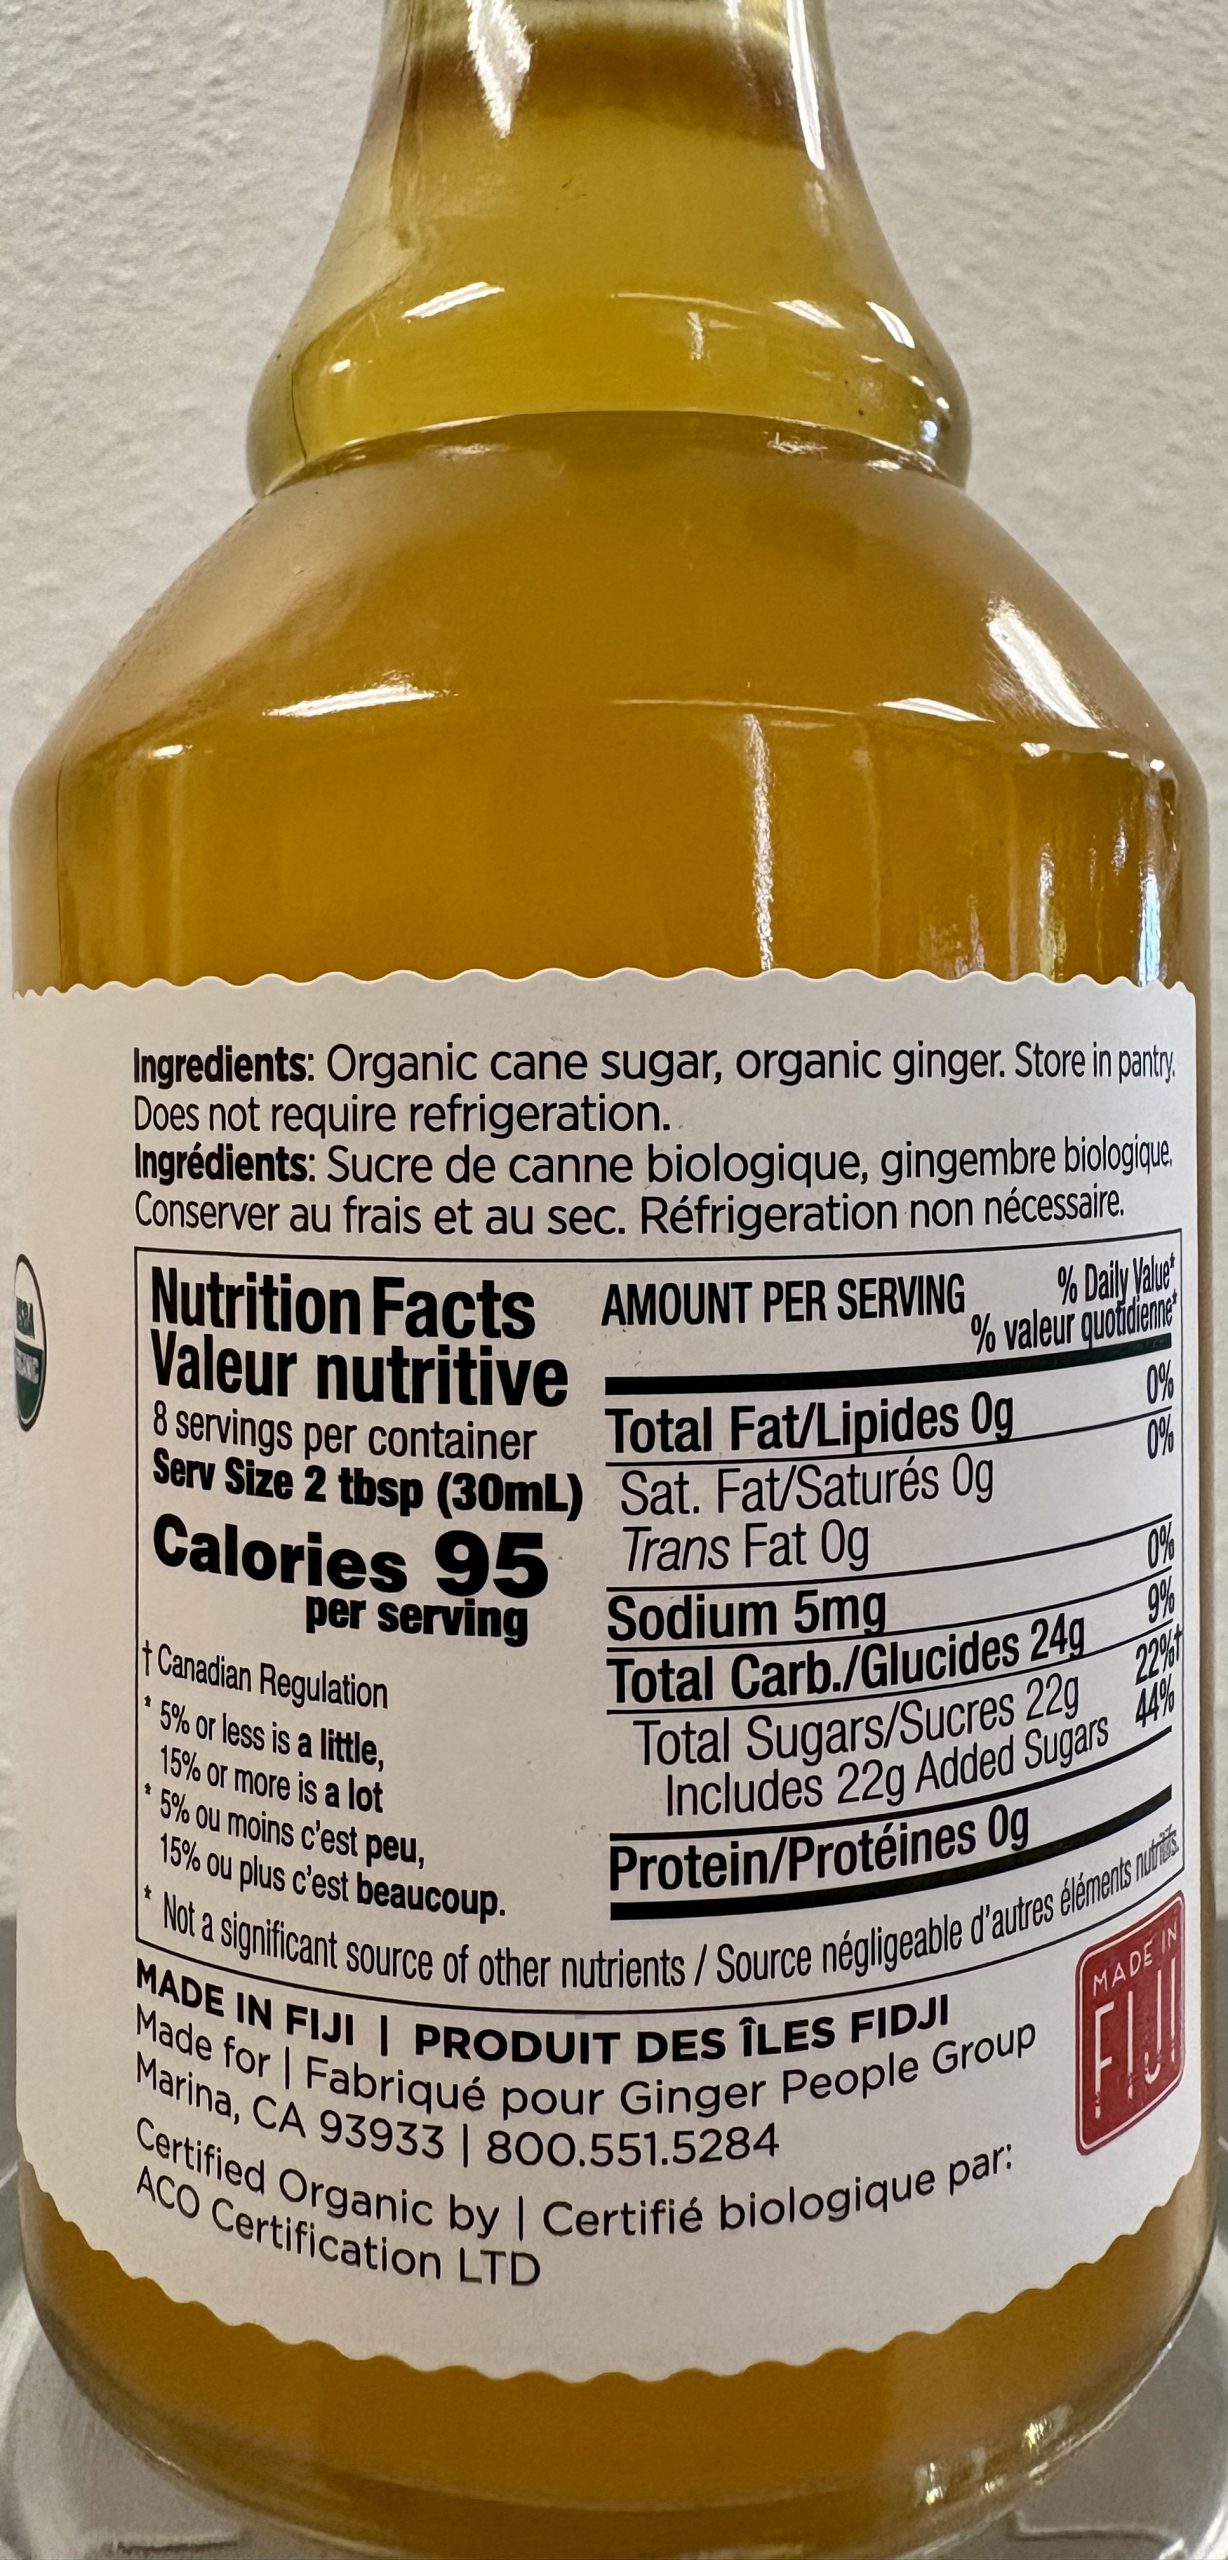 Ingredients: Organic cane sugar, organic ginger. Store in pantry.
Does not require refrigeration.
Ingrédients: Sucre de canne biologique, gingembre biologique.
Conserver au frais et au sec. Réfrigeration non nécessaire.
Nutrition Facts
Valeur nutritive
8 servings per container
Serv Size 2 tbsp (30mL)
Calories 95
per serving
† Canadian Regulation
* 5% or less is a little,
15% or more is a lot
* 5% ou moins c'est peu,
15% ou plus c'est beaucoup.
AMOUNT PER SERVING
% Daily Value*
% valeur quotidienne*
Total Fat/Lipides 0g 0%
Sat. Fat/Saturés 0g 0%
Trans Fat 0g
Sodium 5mg 0%
Total Carb./Glucides 24g 9%
Total Sugars/Sucres 22g 22%†
Includes 22g Added Sugars 44%
Protein/Protéines 0g
* Not a significant source of other nutrients / Source négligeable d'autres éléments nutritifs.
MADE IN FIJI | PRODUIT DES ÎLES FIDJI
Made for | Fabriqué pour Ginger People Group
Marina, CA 93933 | 800.551.5284
Certified Organic by | Certifié biologique par:
ACO Certification LTD
MADE IN
FIJI